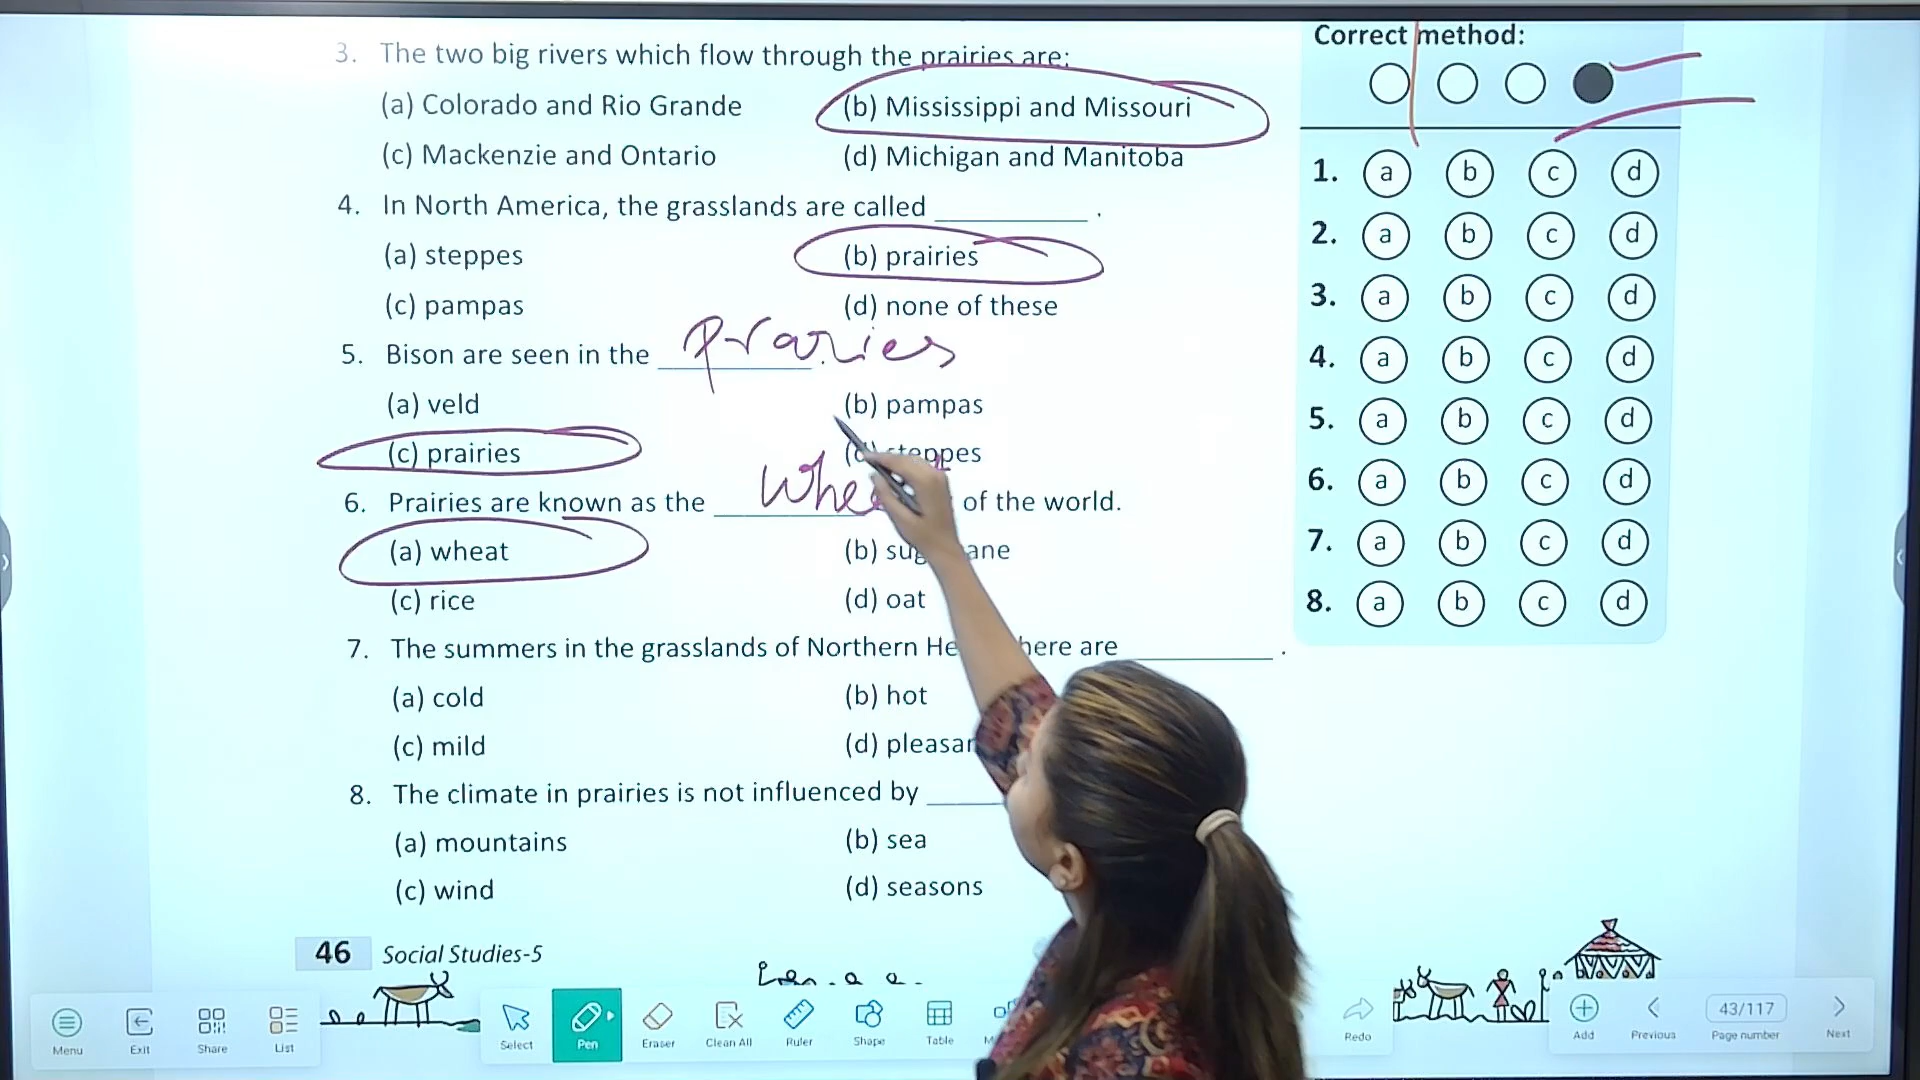 Correct method:
3. The two big rivers which flow through the prairies are:
(a) Colorado and Rio Grande (b) Mississippi and Missouri
(c) Mackenzie and Ontario (d) Michigan and Manitoba
4. In North America, the grasslands are called __________ .
(a) steppes (b) prairies
(c) pampas (d) none of these
5. Bison are seen in the __________ .
(a) veld (b) pampas
(c) prairies steppes
6. Prairies are known as the __________ of the world.
(a) wheat (b)
(c) rice (d) oat
7. The summers in the grasslands of Northern are __________ .
(a) cold (b) hot
(c) mild (d)
8. The climate in prairies is not influenced by ____
(a) mountains (b) sea
(c) wind (d) seasons
1. a b c d
2. a b c d
3. a b c d
4. a b c d
5. a b c d
6. a b c d
7. a b c d
8. a b c d
46 Social Studies-5
Menu Exit Share List Select Pen Eraser Clean All Ruler Shape Table Redo Add Previous Page number Next
43/117